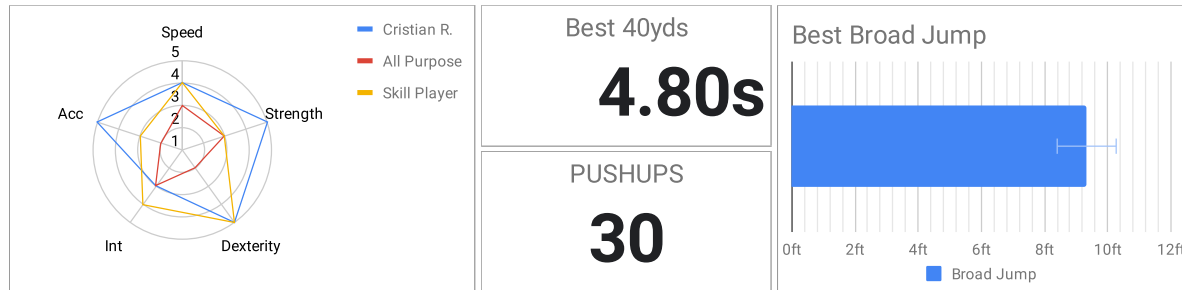 Speed
5
4
3
2
1
Acc
Strength
Int
Dexterity
Cristian R.
All Purpose
Skill Player
Best 40yds
4.80s
PUSHUPS
30
Best Broad Jump
0ft 2ft 4ft 6ft 8ft 10ft 12ft
Broad Jump